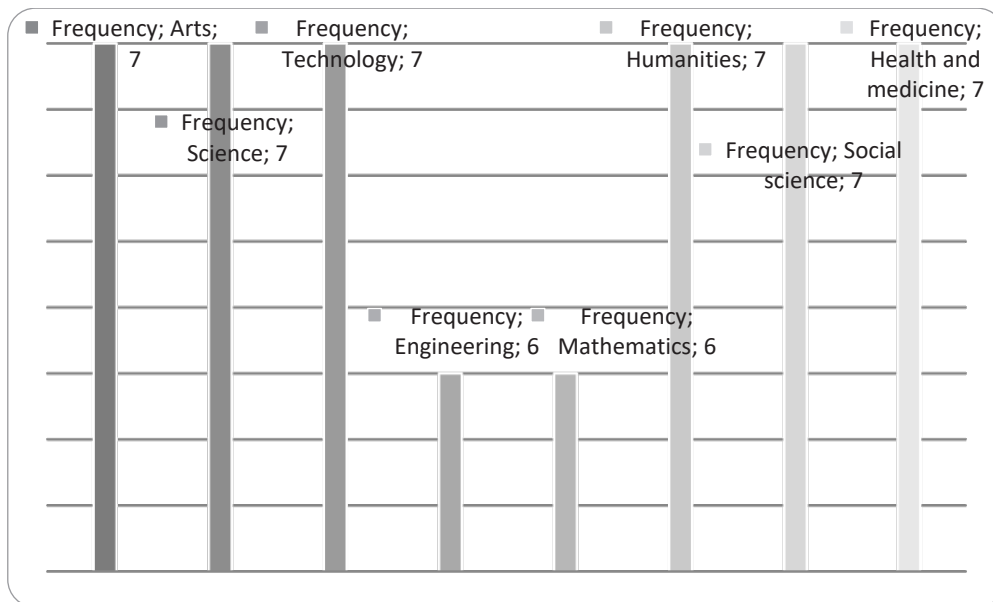 Frequency; Arts;
7
Frequency;
Technology; 7
Frequency;
Humanities; 7
Frequency;
Health and
medicine; 7
Frequency;
Science; 7
Frequency; Social
science; 7
Frequency;
Engineering; 6
Frequency;
Mathematics; 6